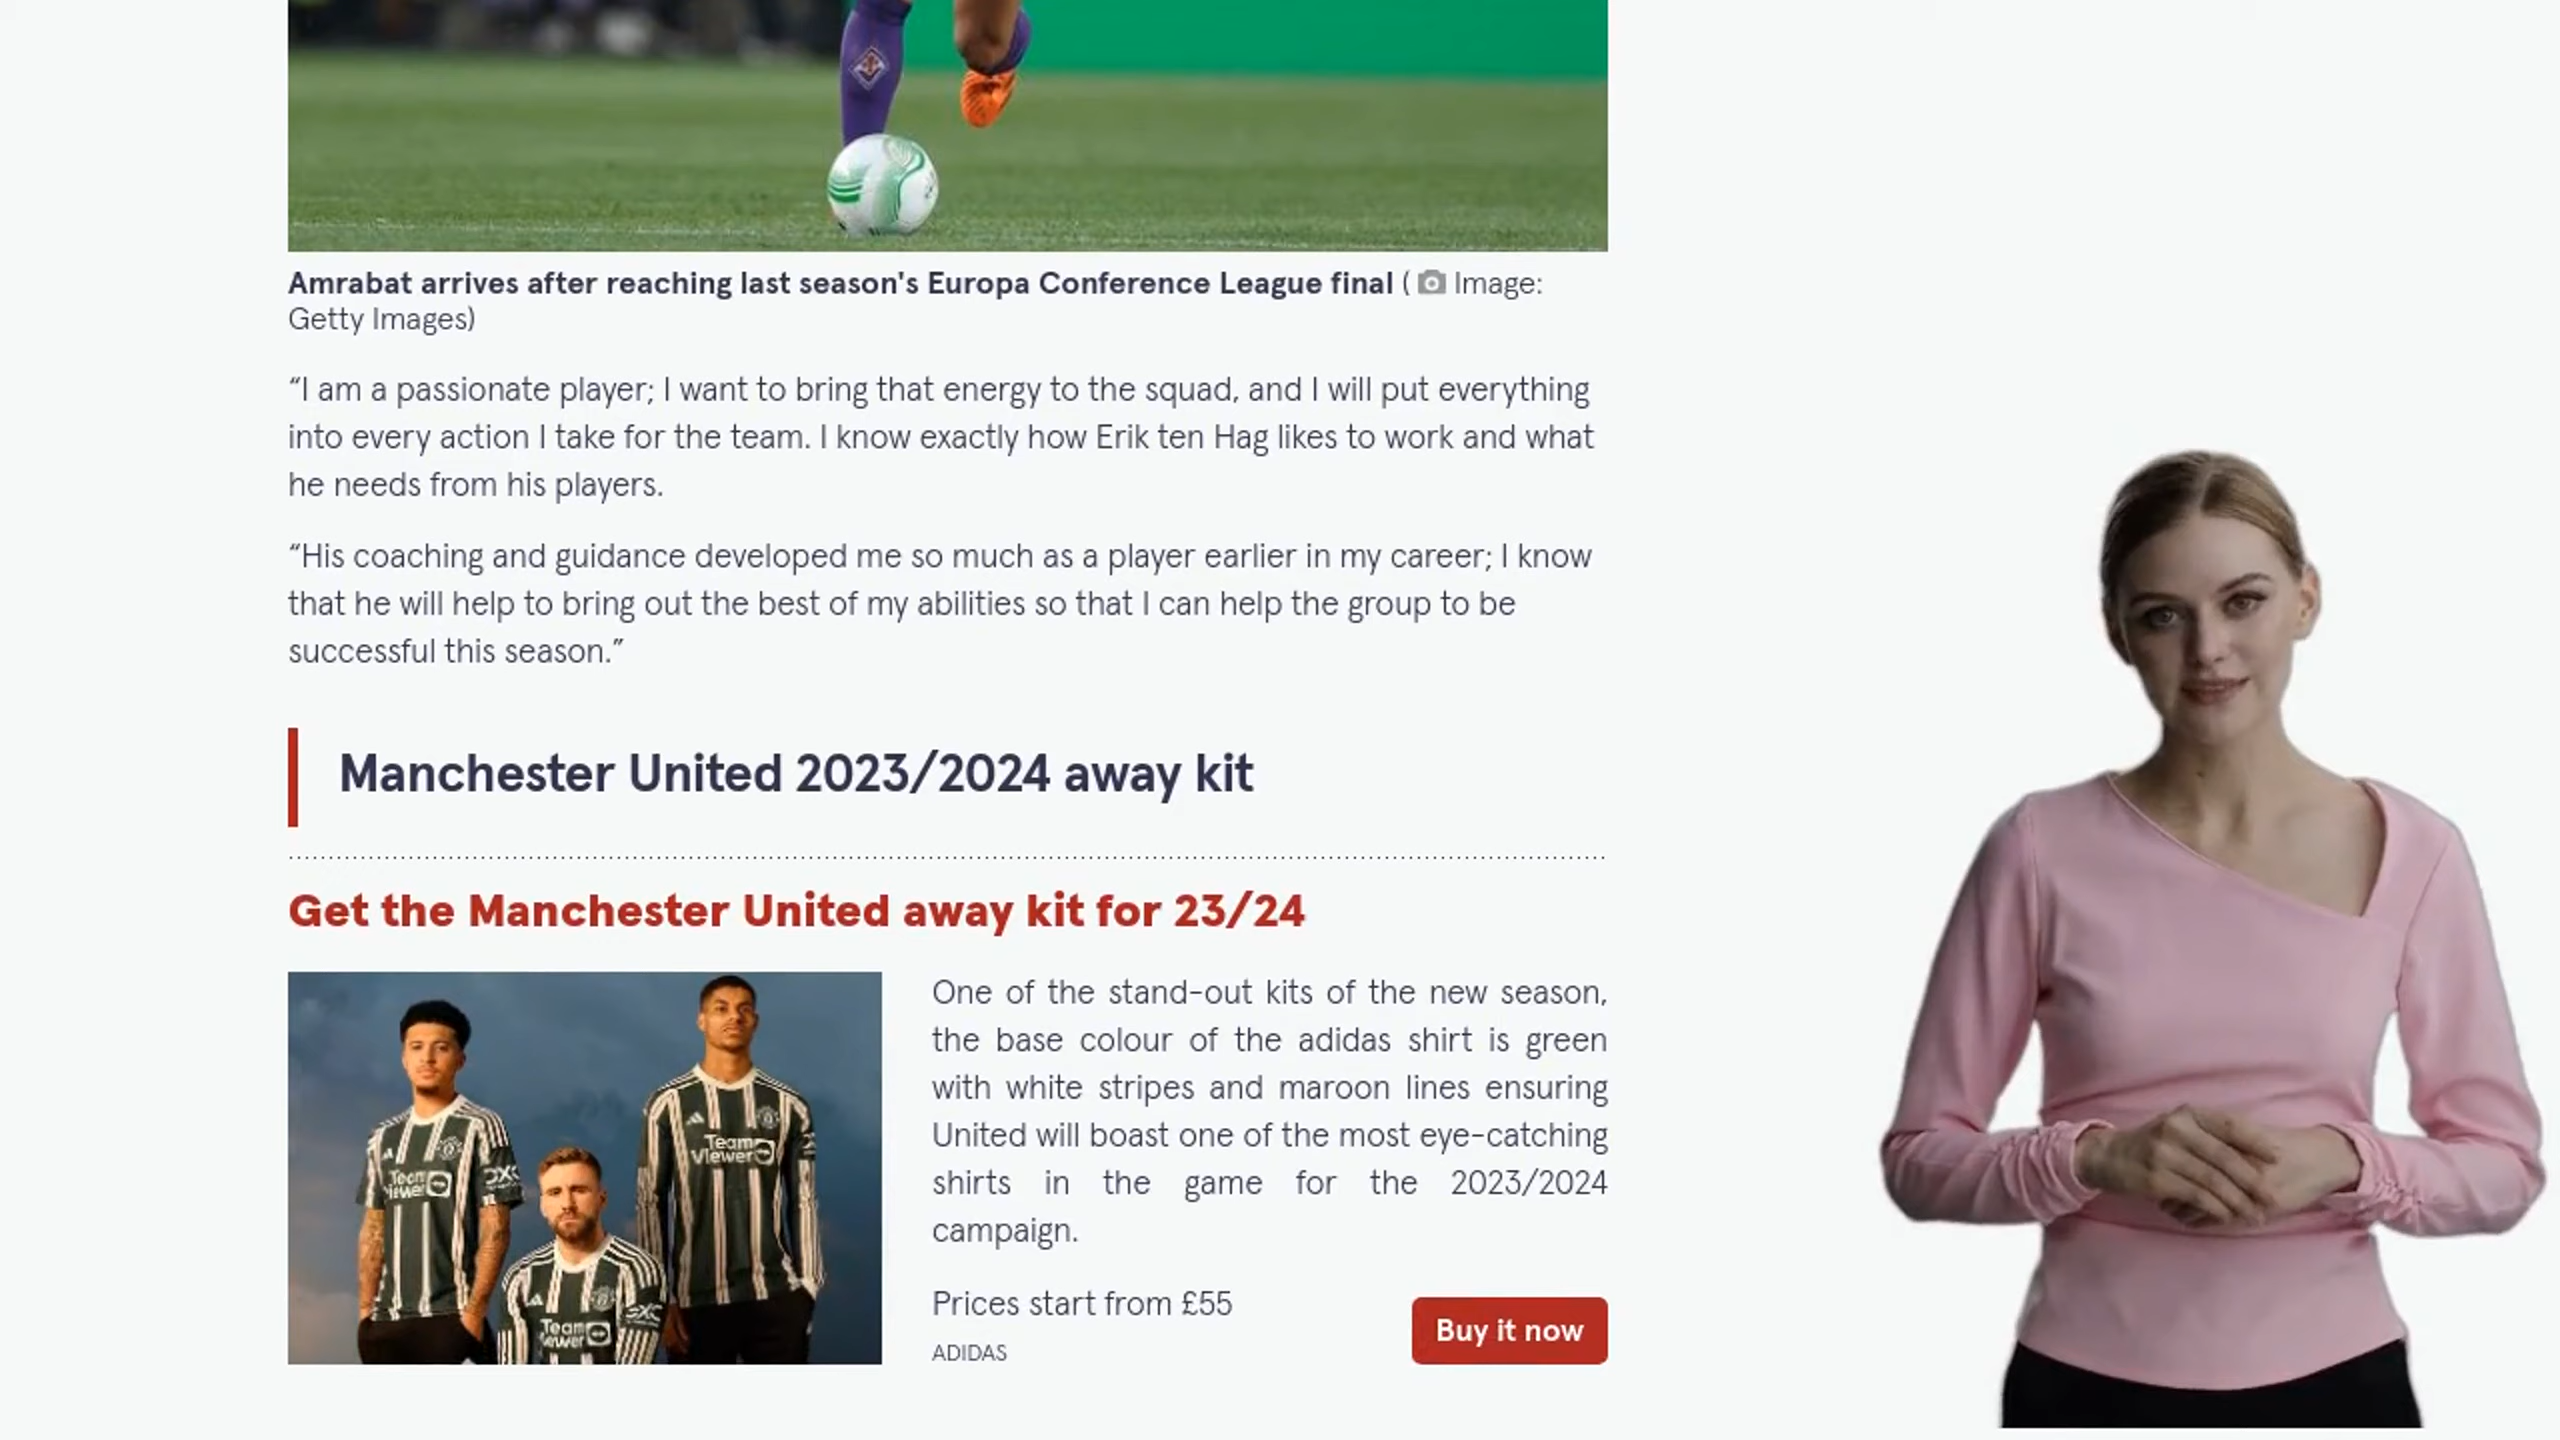 Amrabat arrives after reaching last season's Europa Conference League final ( Image:
Getty Images)
“I am a passionate player; I want to bring that energy to the squad, and I will put everything
into every action I take for the team. I know exactly how Erik ten Hag likes to work and what
he needs from his players.
“His coaching and guidance developed me so much as a player earlier in my career; I know
that he will help to bring out the best of my abilities so that I can help the group to be
successful this season.”
Manchester United 2023/2024 away kit
Get the Manchester United away kit for 23/24
Team
Viewer
Team
Viewer
DXC
Team
Viewer
DXC
One of the stand-out kits of the new season,
the base colour of the adidas shirt is green
with white stripes and maroon lines ensuring
United will boast one of the most eye-catching
shirts in the game for the 2023/2024
campaign.
Prices start from £55
ADIDAS
Buy it now